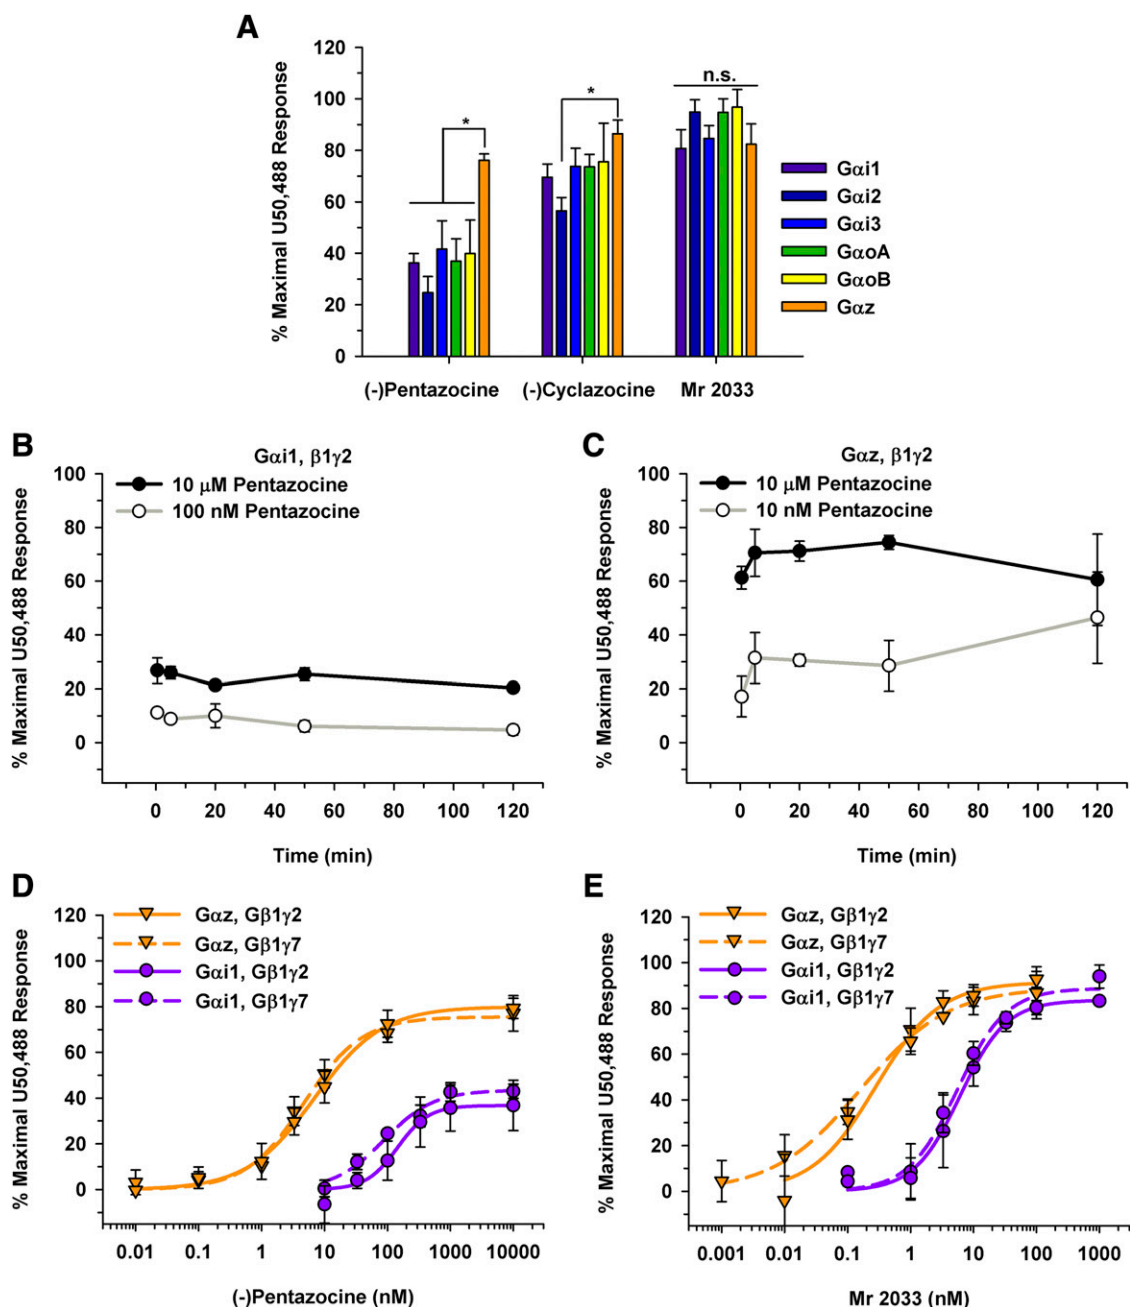 A
% Maximal U50,488 Response
120
100
80
60
40
20
0
*
*
n.s.
(-)Pentazocine
(-)Cyclazocine
Mr 2033
Gαi1
Gαi2
Gαi3
GαoA
GαoB
Gαz
B
Gαi1, β1γ2
10 μM Pentazocine
100 nM Pentazocine
% Maximal U50,488 Response
100
80
60
40
20
0
0 20 40 60 80 100 120
Time (min)
C
Gαz, β1γ2
10 μM Pentazocine
10 nM Pentazocine
% Maximal U50,488 Response
100
80
60
40
20
0
0 20 40 60 80 100 120
Time (min)
D
Gαz, Gβ1γ2
Gαz, Gβ1γ7
Gαi1, Gβ1γ2
Gαi1, Gβ1γ7
% Maximal U50,488 Response
120
100
80
60
40
20
0
0.01 0.1 1 10 100 1000 10000
(-)Pentazocine (nM)
E
Gαz, Gβ1γ2
Gαz, Gβ1γ7
Gαi1, Gβ1γ2
Gαi1, Gβ1γ7
% Maximal U50,488 Response
120
100
80
60
40
20
0
0.001 0.01 0.1 1 10 100 1000
Mr 2033 (nM)